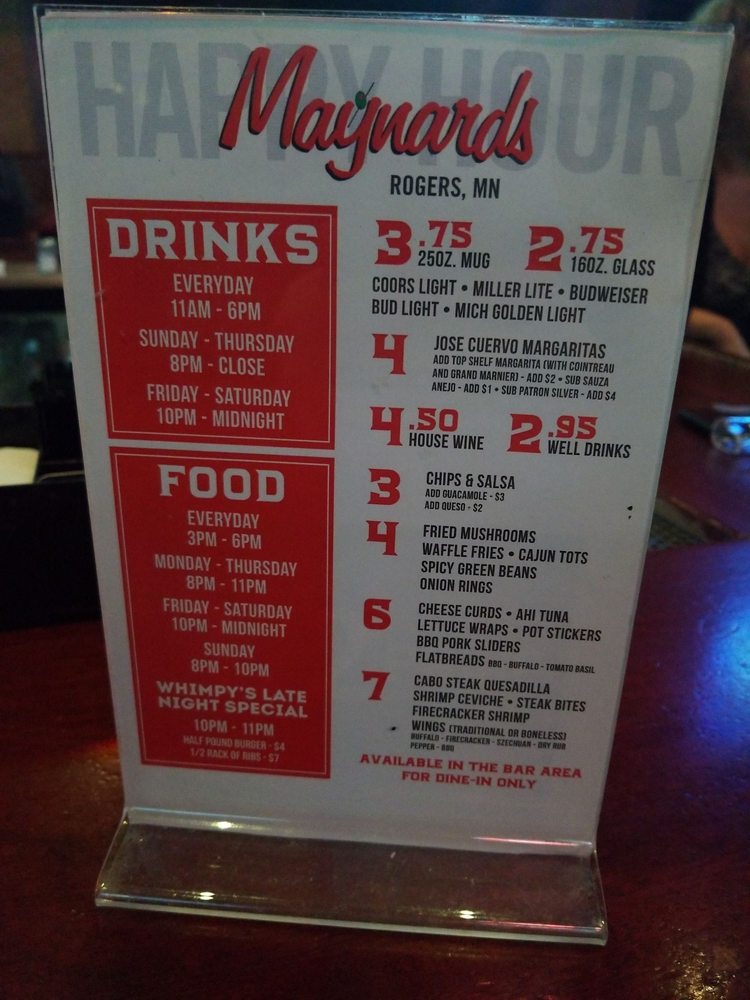 HAPPY HOUR
Maynards
ROGERS, MN
DRINKS
EVERYDAY
11AM - 6PM
SUNDAY - THURSDAY
8PM - CLOSE
FRIDAY - SATURDAY
10PM - MIDNIGHT
FOOD
EVERYDAY
3PM - 6PM
MONDAY - THURSDAY
8PM - 11PM
FRIDAY - SATURDAY
10PM - MIDNIGHT
SUNDAY
8PM - 10PM
WHIMPY'S LATE
NIGHT SPECIAL
10PM - 11PM
HALF POUND BURGER - $4
1/2 RACK OF RIBS - $7
3.75 25OZ. MUG 2.75 16OZ. GLASS
COORS LIGHT • MILLER LITE • BUDWEISER
BUD LIGHT • MICH GOLDEN LIGHT
4 JOSE CUERVO MARGARITAS
ADD TOP SHELF MARGARITA (WITH COINTREAU
AND GRAND MARNIER) - ADD $2 • SUB SAUZA
ANEJO - ADD $1 • SUB PATRON SILVER - ADD $4
4.50 HOUSE WINE 2.95 WELL DRINKS
3 CHIPS & SALSA
ADD GUACAMOLE - $3
ADD QUESO - $2
4 FRIED MUSHROOMS
WAFFLE FRIES • CAJUN TOTS
SPICY GREEN BEANS
ONION RINGS
6 CHEESE CURDS • AHI TUNA
LETTUCE WRAPS • POT STICKERS
BBQ PORK SLIDERS
FLATBREADS BBQ - BUFFALO - TOMATO BASIL
7 CABO STEAK QUESADILLA
SHRIMP CEVICHE • STEAK BITES
FIRECRACKER SHRIMP
WINGS (TRADITIONAL OR BONELESS)
BUFFALO - FIRECRACKER - SZECHUAN - DRY RUB
PEPPER - BBQ
AVAILABLE IN THE BAR AREA
FOR DINE-IN ONLY